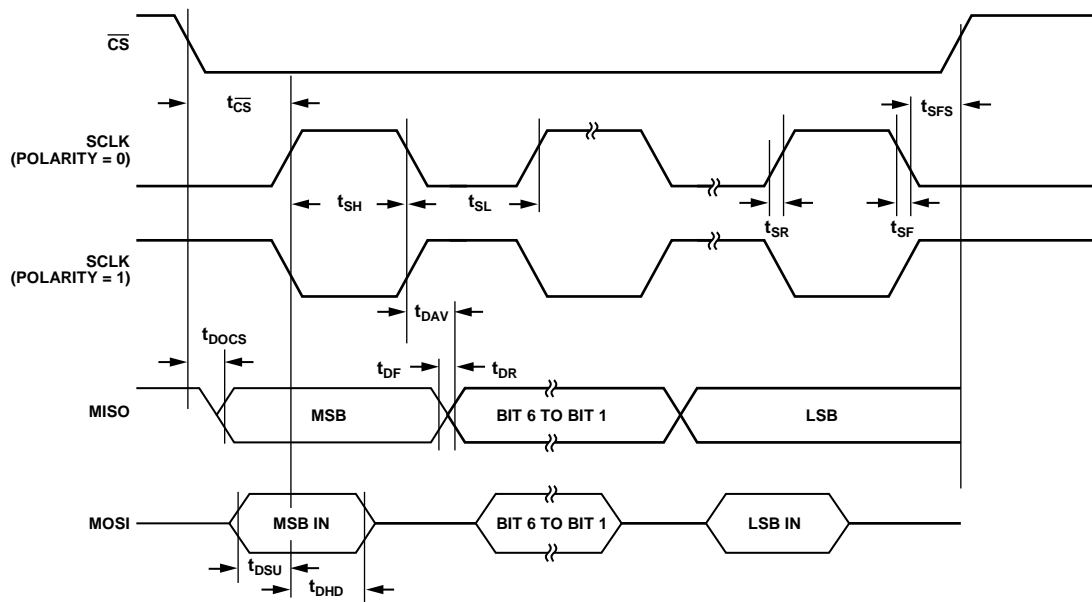 CS
tCS
tSFS
SCLK
(POLARITY = 0)
tSH
tSL
tSR
tSF
SCLK
(POLARITY = 1)
tDAV
tDOCS
tDF
tDR
MISO
MSB
BIT 6 TO BIT 1
LSB
MOSI
MSB IN
BIT 6 TO BIT 1
LSB IN
tDSU
tDHD